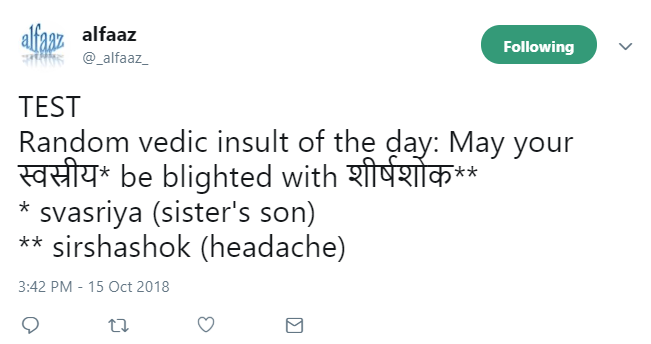 alfaaz
alfaaz
@_alfaaz_
Following
TEST
Random vedic insult of the day: May your
स्वस्रीय* be blighted with शीर्षशोक**
* svasriya (sister's son)
** sirshashok (headache)
3:42 PM - 15 Oct 2018